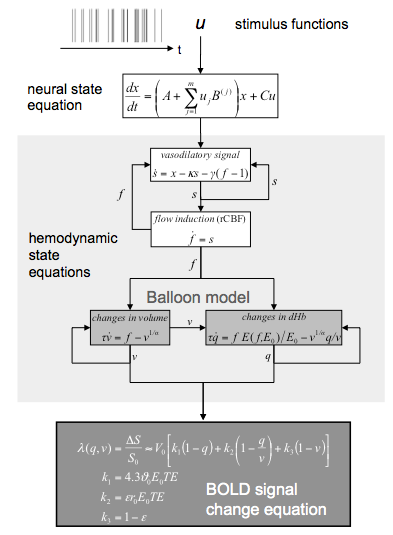 u stimulus functions
t
neural state
equation
dx/dt = (A + Σ_{j=1}^{m} u_j B^{(j)}) x + Cu
vasodilatory signal
ṡ = x − κs − γ(f − 1)
f
s
s
flow induction (rCBF)
ḟ = s
hemodynamic
state
equations
f
Balloon model
changes in volume
τv̇ = f − v^{1/α}
v
changes in dHb
τq̇ = f E(f,E₀)/E₀ − v^{1/α} q/v
v
q
λ(q, v) = ΔS/S₀ ≈ V₀[k₁(1 − q) + k₂(1 − q/v) + k₃(1 − v)]
k₁ = 4.3ϑ₀E₀TE
k₂ = εr₀E₀TE
k₃ = 1 − ε
BOLD signal
change equation